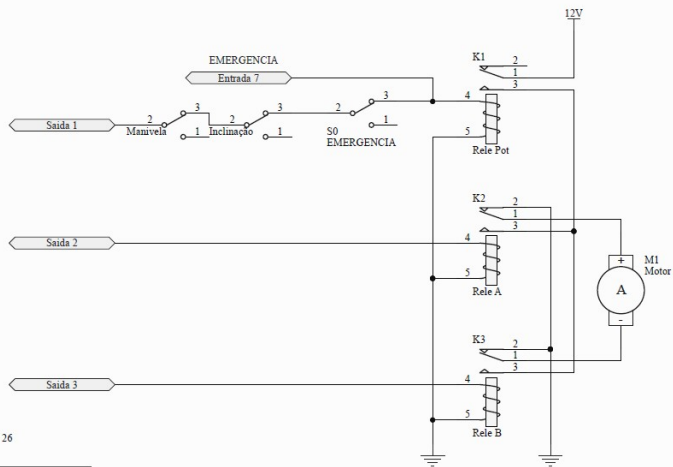 12V
EMERGENCIA
Entrada 7
K1
2
1
3
4
5
Rele Pot
Saida 1
2
3
1
Manivela
2
3
1
Inclinação
2
3
1
S0
EMERGENCIA
K2
2
1
3
Saida 2
4
5
Rele A
+
A
-
M1
Motor
K3
2
1
3
Saida 3
4
5
Rele B
26